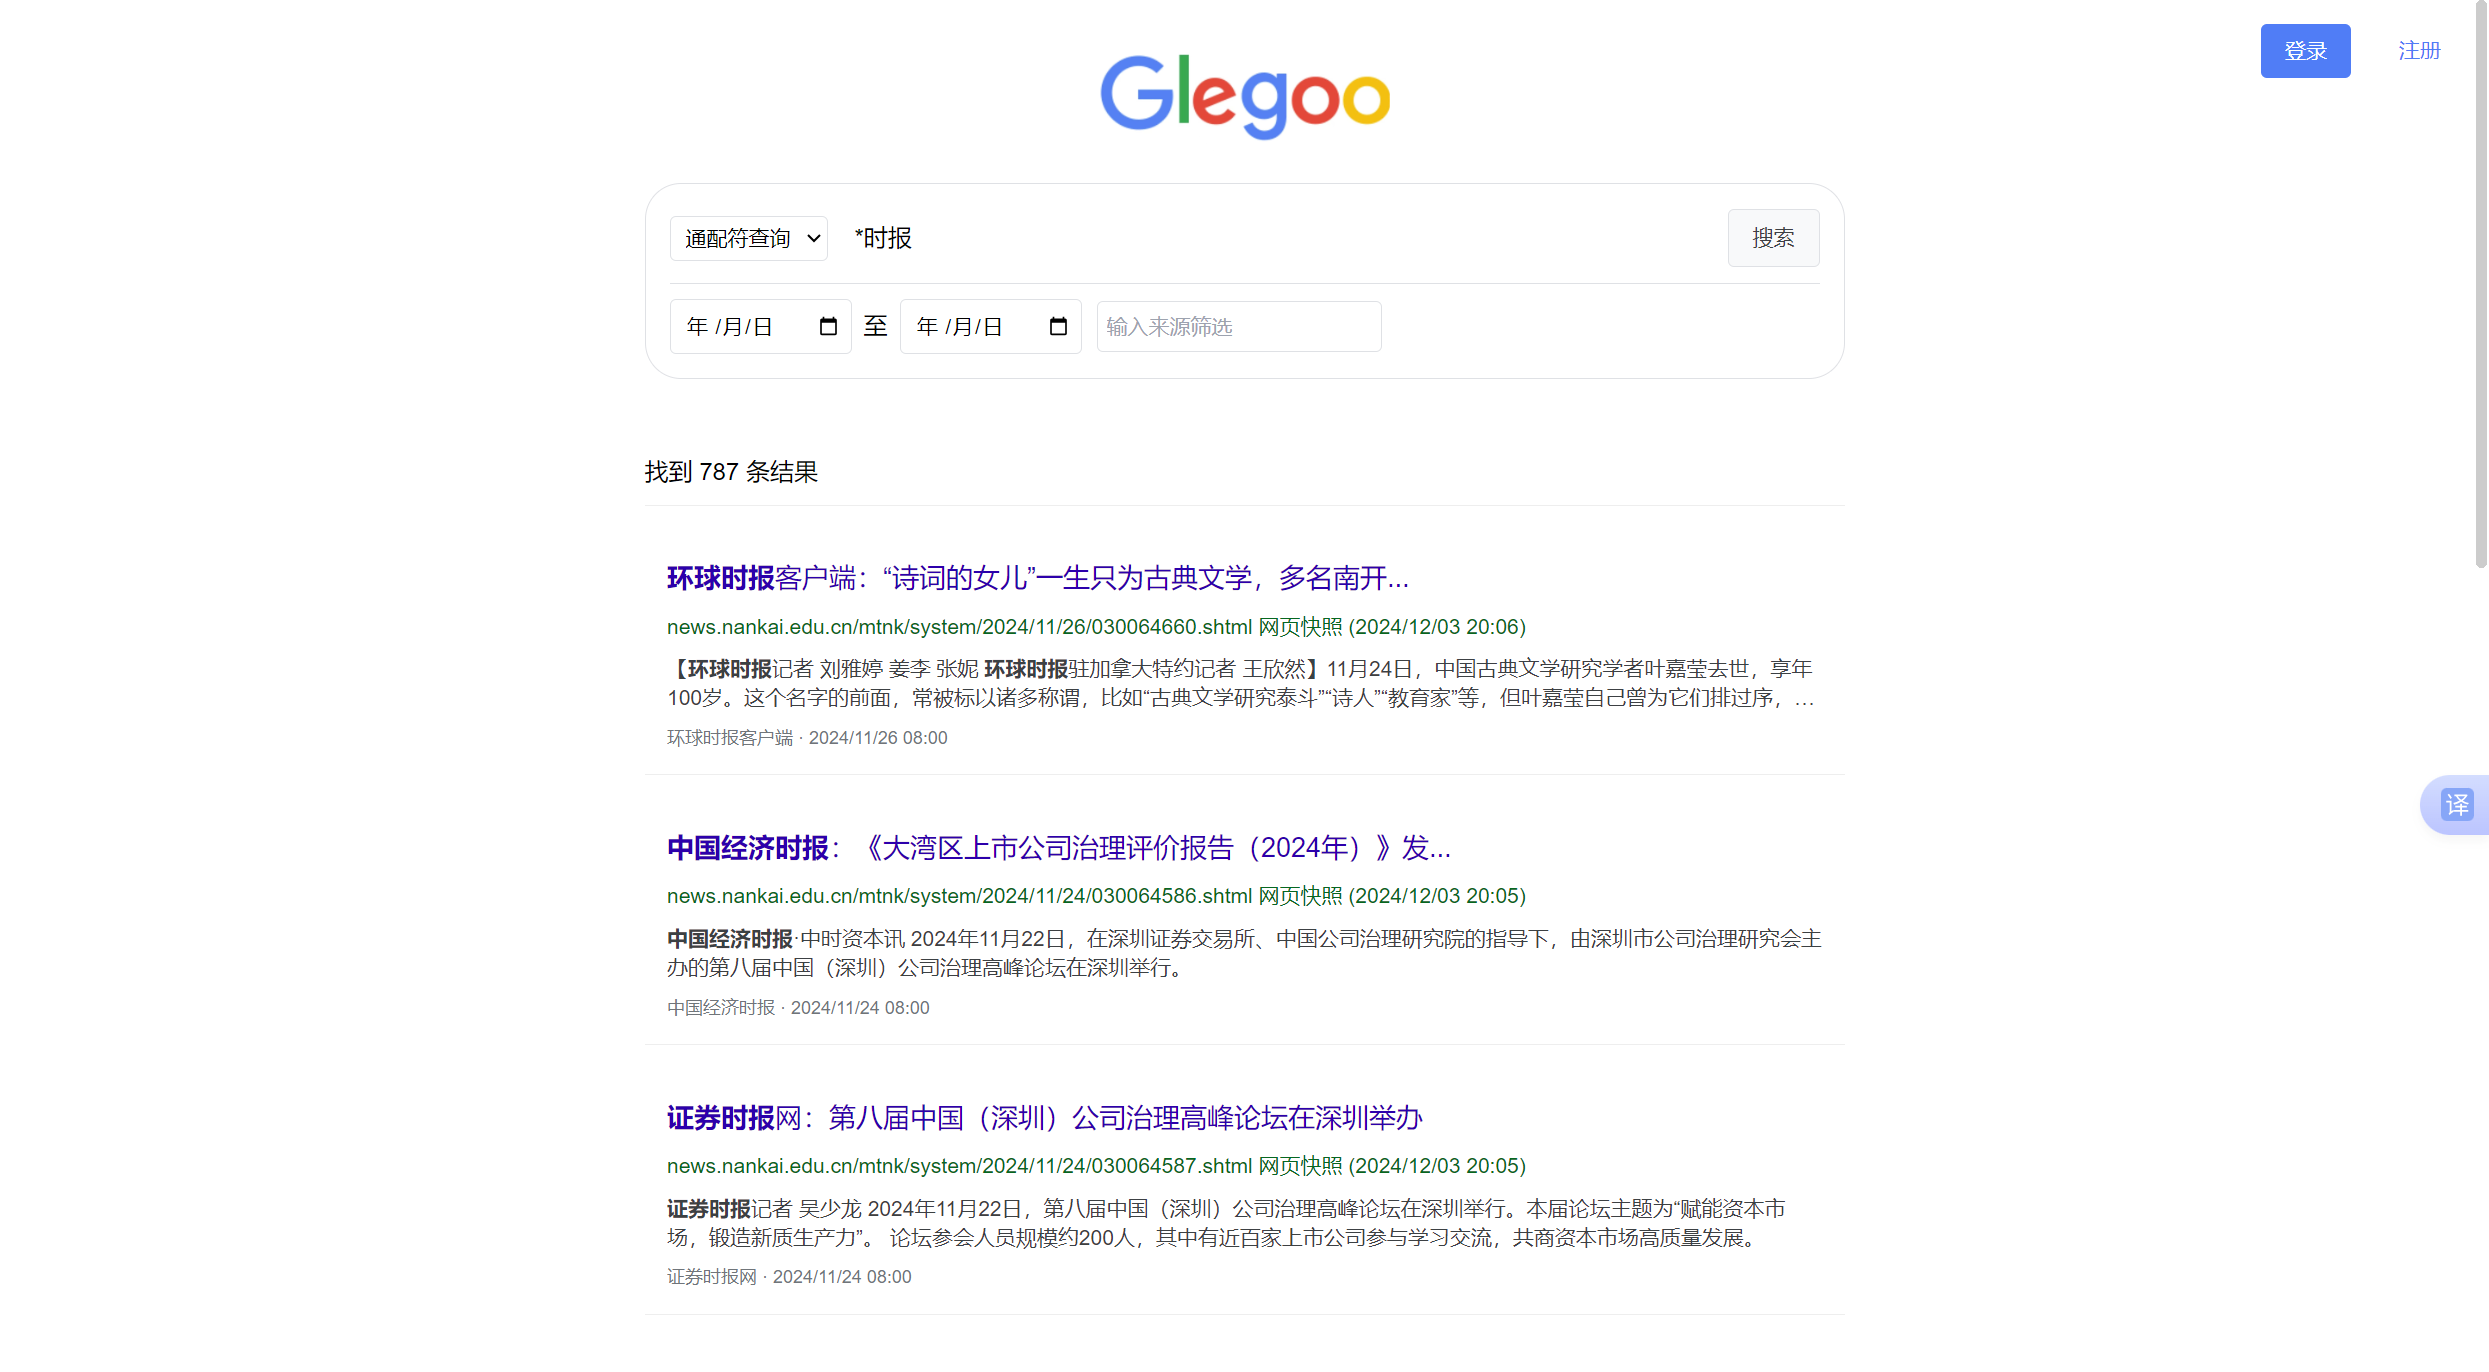 登录 注册
Glegoo
通配符查询 *时报 搜索
年 /月/日 至 年 /月/日 输入来源筛选
找到 787 条结果
环球时报客户端：“诗词的女儿”一生只为古典文学，多名南开...
news.nankai.edu.cn/mtnk/system/2024/11/26/030064660.shtml 网页快照 (2024/12/03 20:06)
【环球时报记者 刘雅婷 姜李 张妮 环球时报驻加拿大特约记者 王欣然】11月24日，中国古典文学研究学者叶嘉莹去世，享年
100岁。这个名字的前面，常被标以诸多称谓，比如“古典文学研究泰斗”“诗人”“教育家”等，但叶嘉莹自己曾为它们排过序，...
环球时报客户端 · 2024/11/26 08:00
译
中国经济时报：《大湾区上市公司治理评价报告（2024年）》发...
news.nankai.edu.cn/mtnk/system/2024/11/24/030064586.shtml 网页快照 (2024/12/03 20:05)
中国经济时报·中时资本讯 2024年11月22日，在深圳证券交易所、中国公司治理研究院的指导下，由深圳市公司治理研究会主
办的第八届中国（深圳）公司治理高峰论坛在深圳举行。
中国经济时报 · 2024/11/24 08:00
证券时报网：第八届中国（深圳）公司治理高峰论坛在深圳举办
news.nankai.edu.cn/mtnk/system/2024/11/24/030064587.shtml 网页快照 (2024/12/03 20:05)
证券时报记者 吴少龙 2024年11月22日，第八届中国（深圳）公司治理高峰论坛在深圳举行。本届论坛主题为“赋能资本市
场，锻造新质生产力”。 论坛参会人员规模约200人，其中有近百家上市公司参与学习交流，共商资本市场高质量发展。
证券时报网 · 2024/11/24 08:00